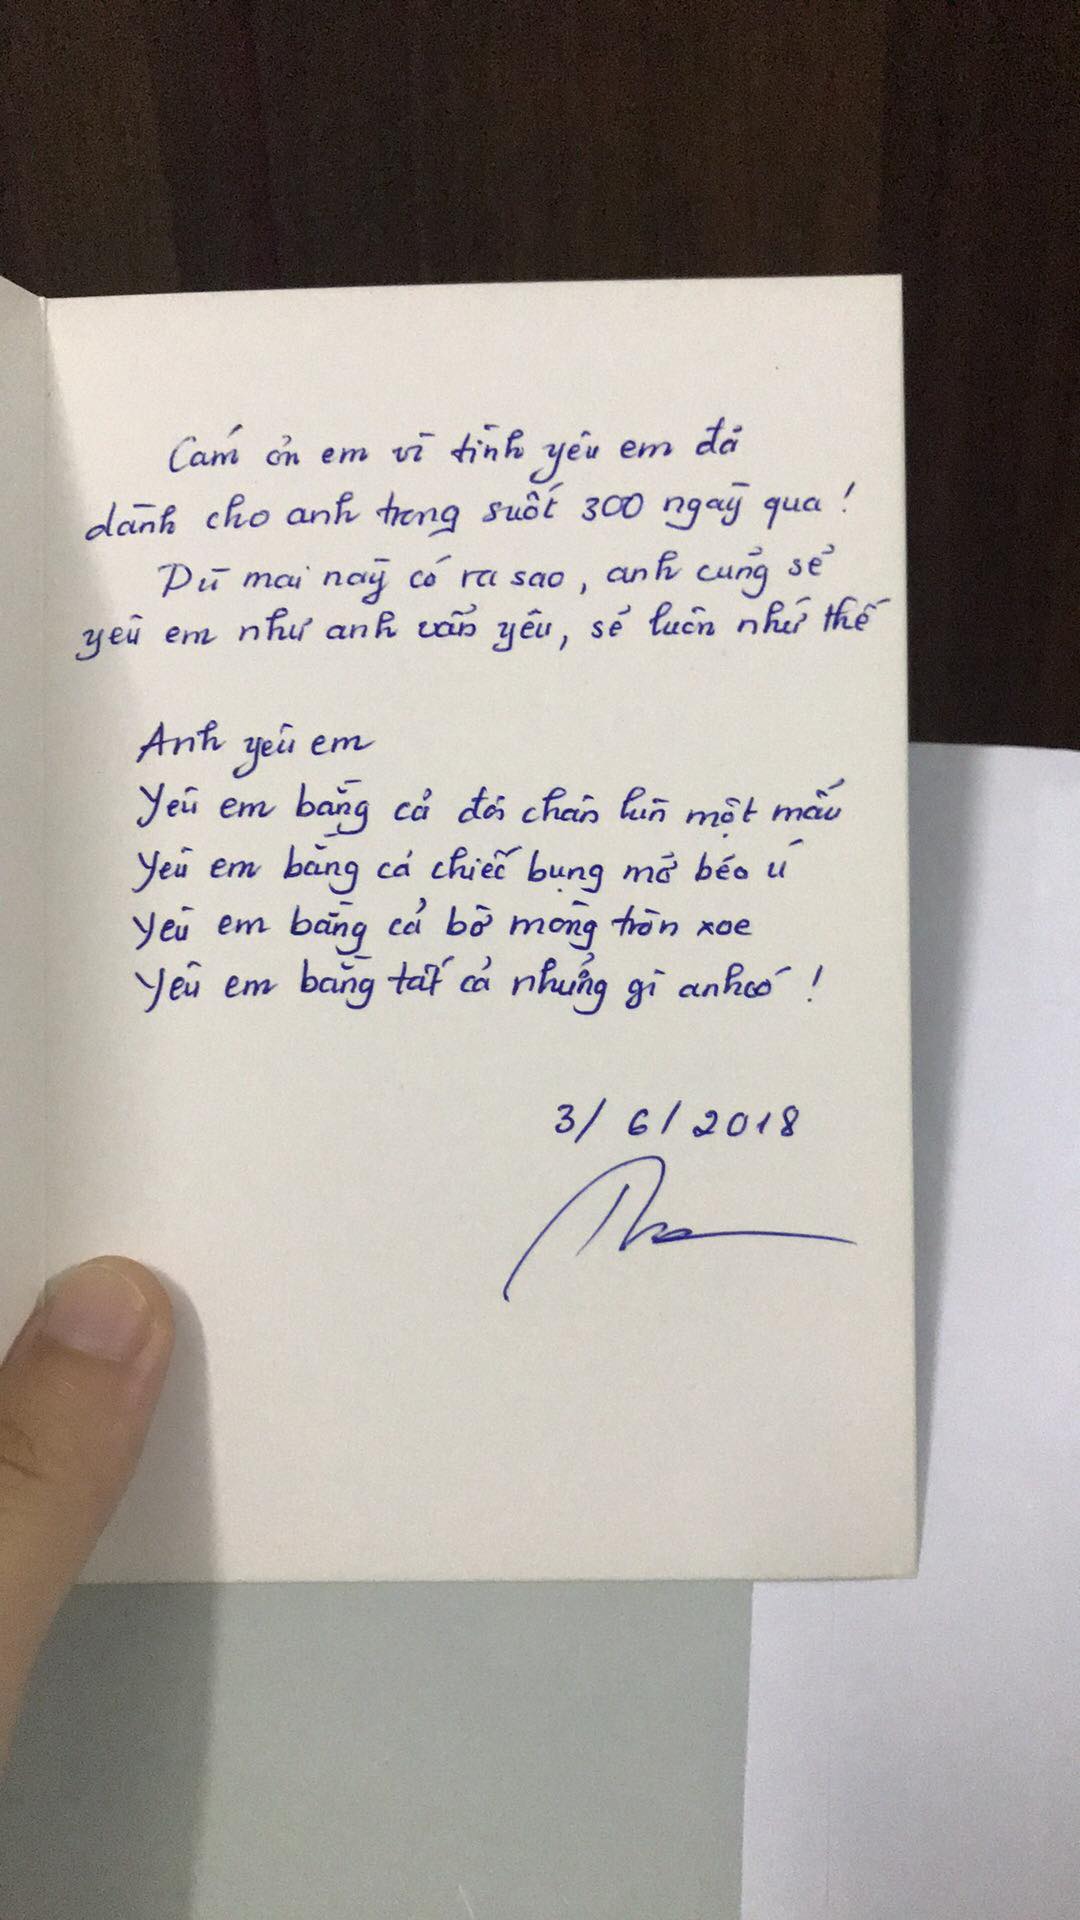 Cám ơn em vì tình yêu em đã
dành cho anh trong suốt 300 ngày qua !
Dù mai này có ra sao, anh cũng sẽ
yêu em như anh vẫn yêu, sẽ luôn như thế
Anh yêu em
Yêu em bằng cả đôi chân lùn một mẩu
Yêu em bằng cả chiếc bụng mỡ béo ú
Yêu em bằng cả bờ mông tròn xoe
Yêu em bằng tất cả những gì anh có !
3/6/2018